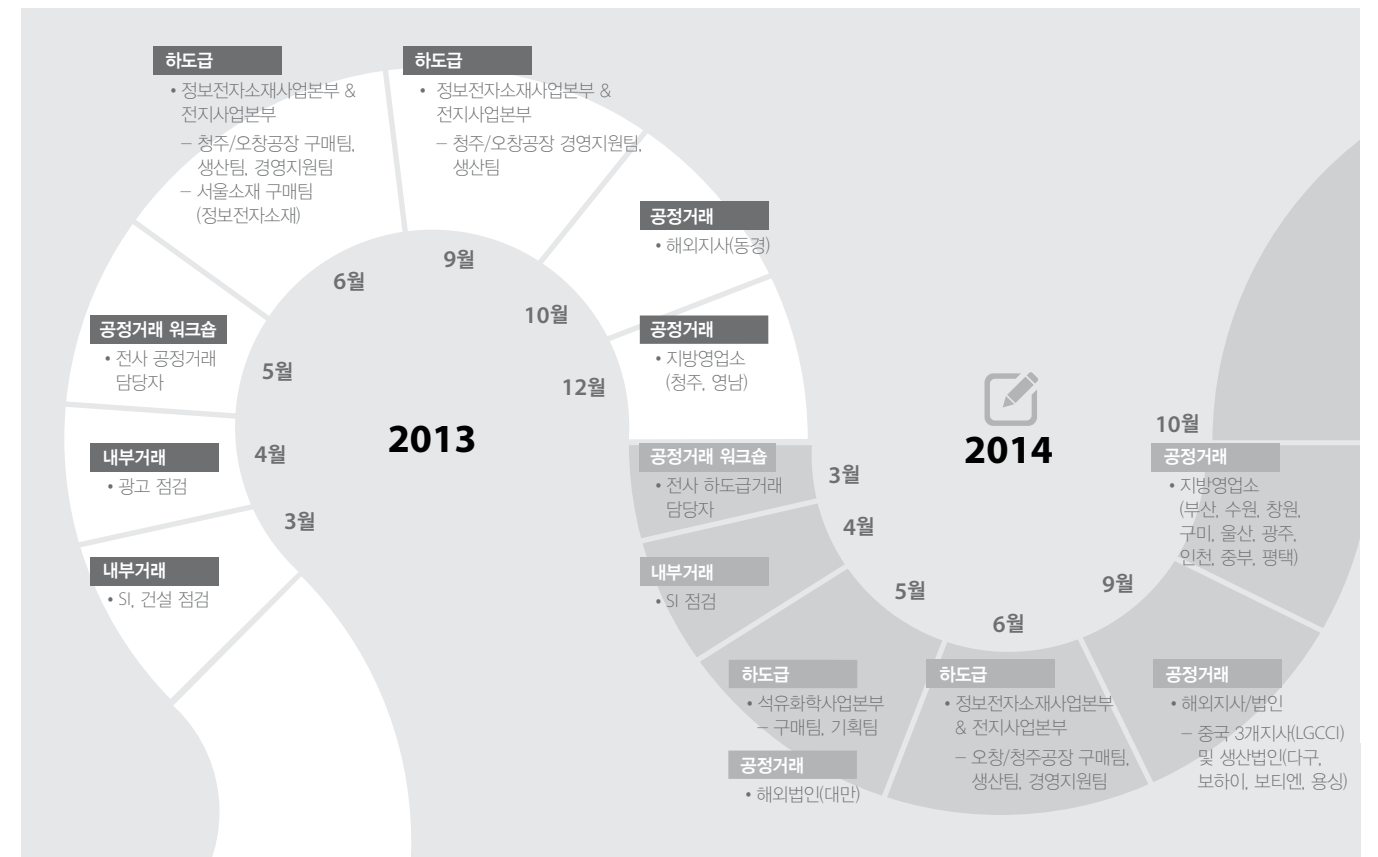 2013
3월
내부거래
• SI, 건설 점검
4월
내부거래
• 광고 점검
5월
공정거래 워크숍
• 전사 공정거래
담당자
6월
하도급
• 정보전자소재사업본부 &
전지사업본부
– 청주/오창공장 구매팀,
생산팀, 경영지원팀
– 서울소재 구매팀
(정보전자소재)
9월
하도급
• 정보전자소재사업본부 &
전지사업본부
– 청주/오창공장 경영지원팀,
생산팀
10월
공정거래
• 해외지사(동경)
12월
공정거래
• 지방영업소
(청주, 영남)
2014
3월
공정거래 워크숍
• 전사 하도급거래
담당자
4월
내부거래
• SI 점검
5월
하도급
• 석유화학사업본부
– 구매팀, 기획팀
공정거래
• 해외법인(대만)
6월
하도급
• 정보전자소재사업본부
& 전지사업본부
– 오창/청주공장 구매팀,
생산팀, 경영지원팀
9월
공정거래
• 해외지사/법인
– 중국 3개지사(LGCCI)
및 생산법인(다구,
보하이, 보티엔, 용싱)
10월
공정거래
• 지방영업소
(부산, 수원, 창원,
구미, 울산, 광주,
인천, 중부, 평택)